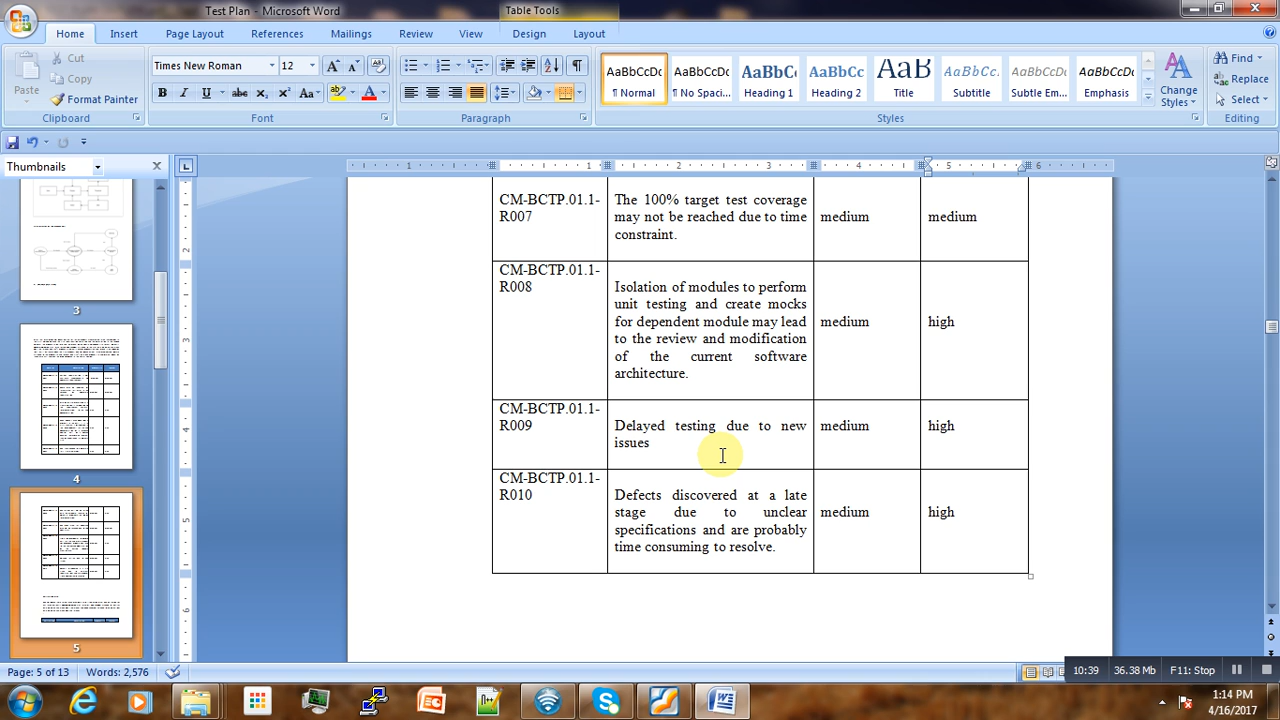 Test Plan - Microsoft Word
Table Tools
Home
Insert
Page Layout
References
Mailings
Review
View
Design
Layout
Cut
Copy
Format Painter
Paste
Clipboard
Times New Roman
12
Font
Paragraph
AaBbCcDc
¶ Normal
AaBbCcDc
¶ No Spaci...
AaBbC
Heading 1
AaBbCc
Heading 2
AaB
Title
AaBbCc.
Subtitle
AaBbCcDc
Subtle Em...
AaBbCcDc
Emphasis
Change
Styles
Styles
Find
Replace
Select
Editing
Thumbnails
3
4
5
CM-BCTP.01.1-
R007
The 100% target test coverage
may not be reached due to time
constraint.
medium
medium
CM-BCTP.01.1-
R008
Isolation of modules to perform
unit testing and create mocks
for dependent module may lead
to the review and modification
of the current software
architecture.
medium
high
CM-BCTP.01.1-
R009
Delayed testing due to new
issues
medium
high
CM-BCTP.01.1-
R010
Defects discovered at a late
stage due to unclear
specifications and are probably
time consuming to resolve.
medium
high
Page: 5 of 13
Words: 2,576
10:39
36.38 Mb
F11: Stop
1:14 PM
4/16/2017